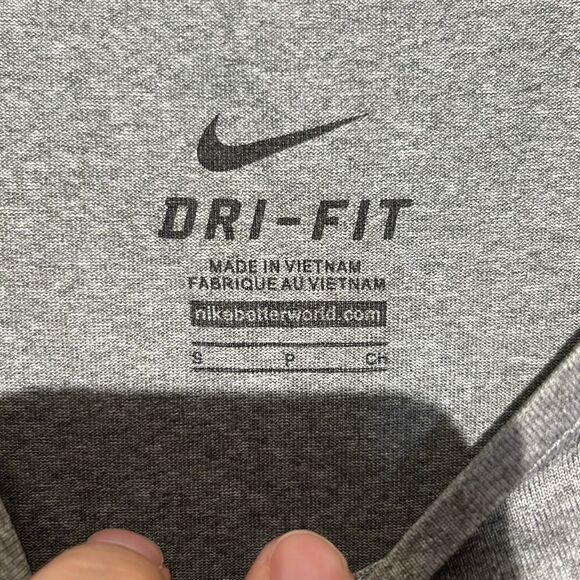 DRI-FIT
MADE IN VIETNAM
FABRIQUE AU VIETNAM
nikebetterworld.com
S P Ch